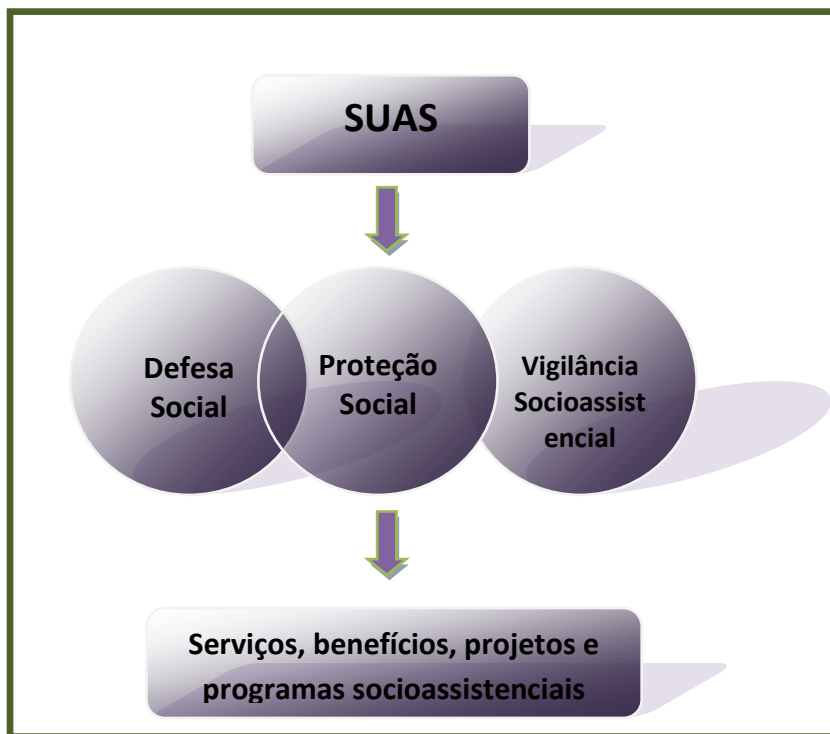 SUAS
Defesa
Social
Proteção
Social
Vigilância
Socioassist
encial
Serviços, benefícios, projetos e
programas socioassistenciais